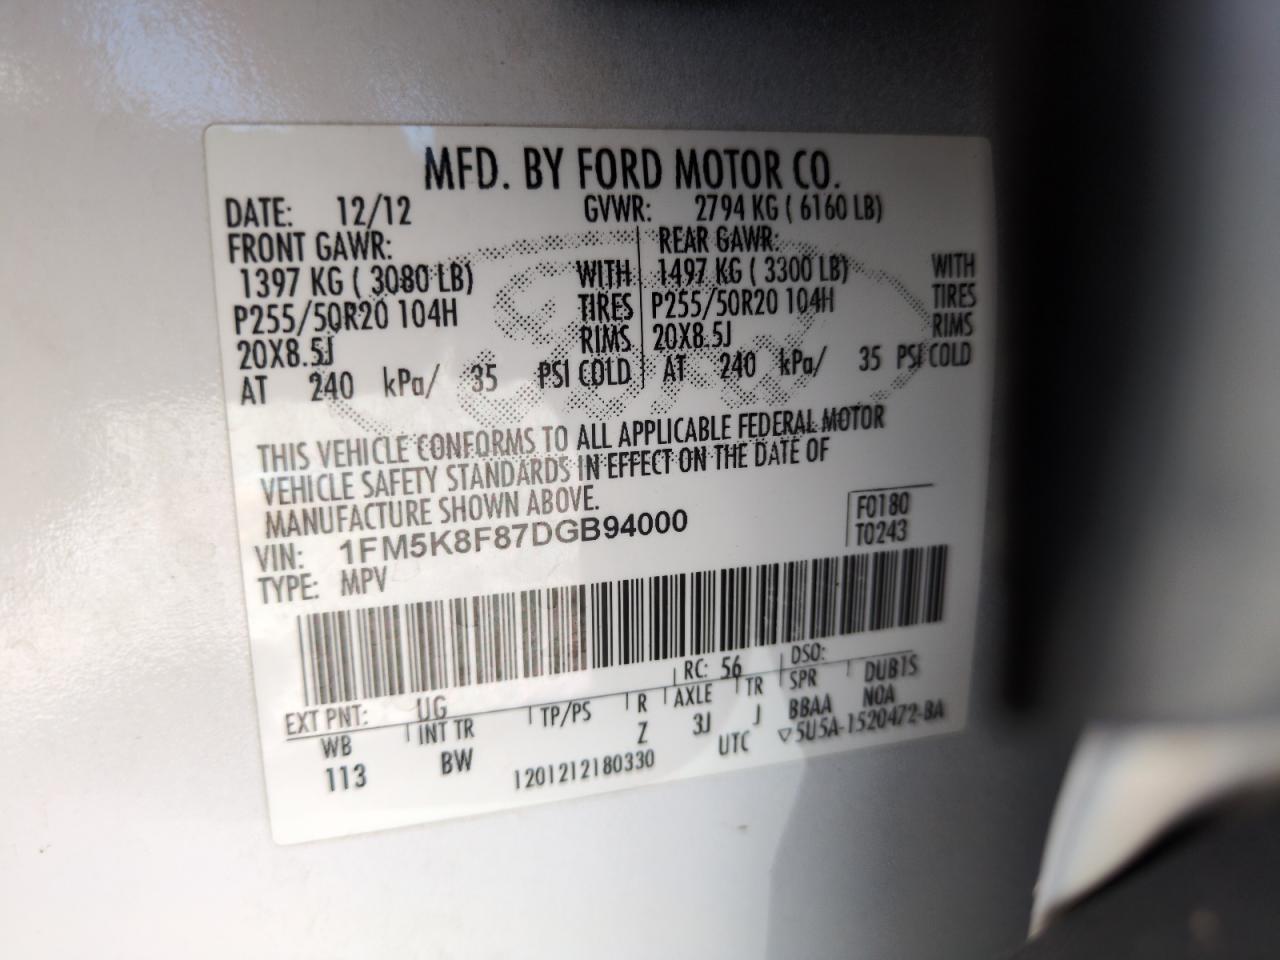 MFD. BY FORD MOTOR CO.
DATE: 12/12 GVWR: 2794 KG ( 6160 LB)
FRONT GAWR: REAR GAWR:
1397 KG ( 3080 LB) WITH 1497 KG ( 3300 LB) WITH
P255/50R20 104H TIRES P255/50R20 104H TIRES
20X8.5J RIMS 20X8.5J RIMS
AT 240 kPa/ 35 PSI COLD AT 240 kPa/ 35 PSI COLD
THIS VEHICLE CONFORMS TO ALL APPLICABLE FEDERAL MOTOR
VEHICLE SAFETY STANDARDS IN EFFECT ON THE DATE OF
MANUFACTURE SHOWN ABOVE.
F0180
VIN: 1FM5K8F87DGB94000
T0243
TYPE: MPV
EXT PNT: UG RC: 56 DSO:
WB INT TR TP/PS R AXLE TR SPR DUB1S
113 BW Z 3J J BBAA NOA
1201212180330 UTC ▽5U5A-1520472-BA